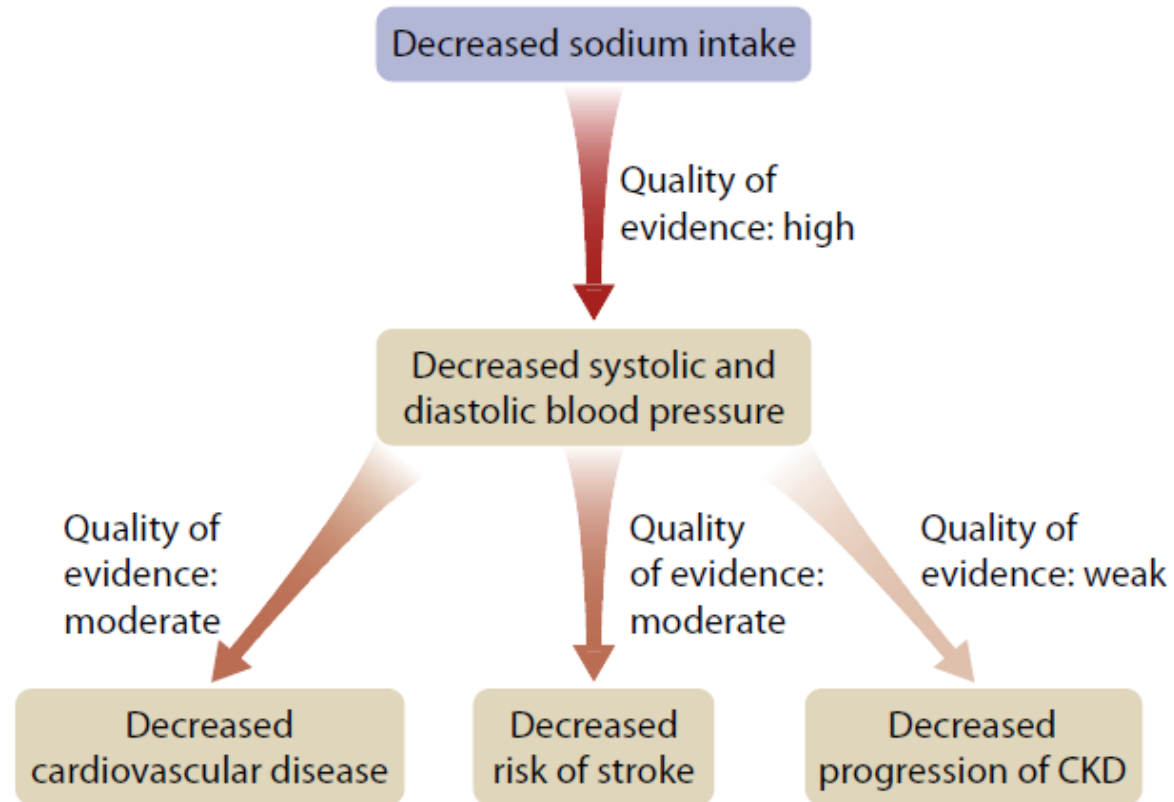 Decreased sodium intake
Quality of
evidence: high
Decreased systolic and
diastolic blood pressure
Quality of
evidence:
moderate
Quality
of evidence:
moderate
Quality of
evidence: weak
Decreased
cardiovascular disease
Decreased
risk of stroke
Decreased
progression of CKD